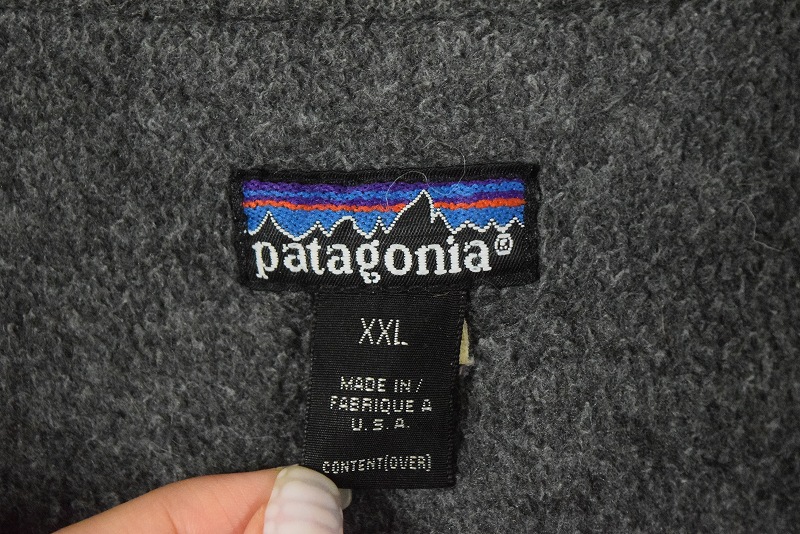 patagonia®
XXL
MADE IN/
FABRIQUE A
U.S.A.
CONTENT(OVER)